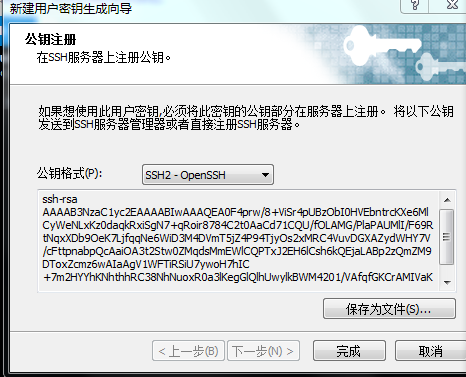 新建用户密钥生成向导
公钥注册
在SSH服务器上注册公钥。
如果想使用此用户密钥,必须将此密钥的公钥部分在服务器上注册。 将以下公钥
发送到SSH服务器管理器或者直接注册SSH服务器。
公钥格式(P):
SSH2 - OpenSSH
ssh-rsa
AAAAB3NzaC1yc2EAAAABIwAAAQEA0F4prw/8+ViSr4pUBzObI0HVEbntrcKXe6Ml
CyWeNLxKz0daqkRxiSgN7+qRoir8784C2t0AaCd71CQU/fOLAMG/PlaPAUMlI/F69R
tNqxXDb9OeK7LjfqqNe6WiD3M4DVmT5jZ4P94TjyOs2xMRC4WuvDGXAZydWHY7V
/cFttpnabpQcAaiOA3t2Stw0ZMqdsMmEWlCQPTxJ2EH6lCsh6kQEjaLABp2zQmZM9
DToxZcmz6wAIaAgV1WFTiRSiU7ywoH7hIC
+7m2HYYhKNhthhRC38NhNuoxR0a3lKegGlQlhUwylkBWM4201/VAfqfGKCrAMIVaK
保存为文件(S)...
< 上一步(B)
下一步(N) >
完成
取消